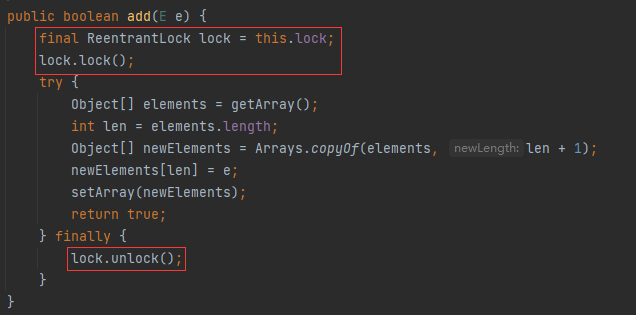 public boolean add(E e) {
final ReentrantLock lock = this.lock;
lock.lock();
try {
Object[] elements = getArray();
int len = elements.length;
Object[] newElements = Arrays.copyOf(elements, newLength: len + 1);
newElements[len] = e;
setArray(newElements);
return true;
} finally {
lock.unlock();
}
}